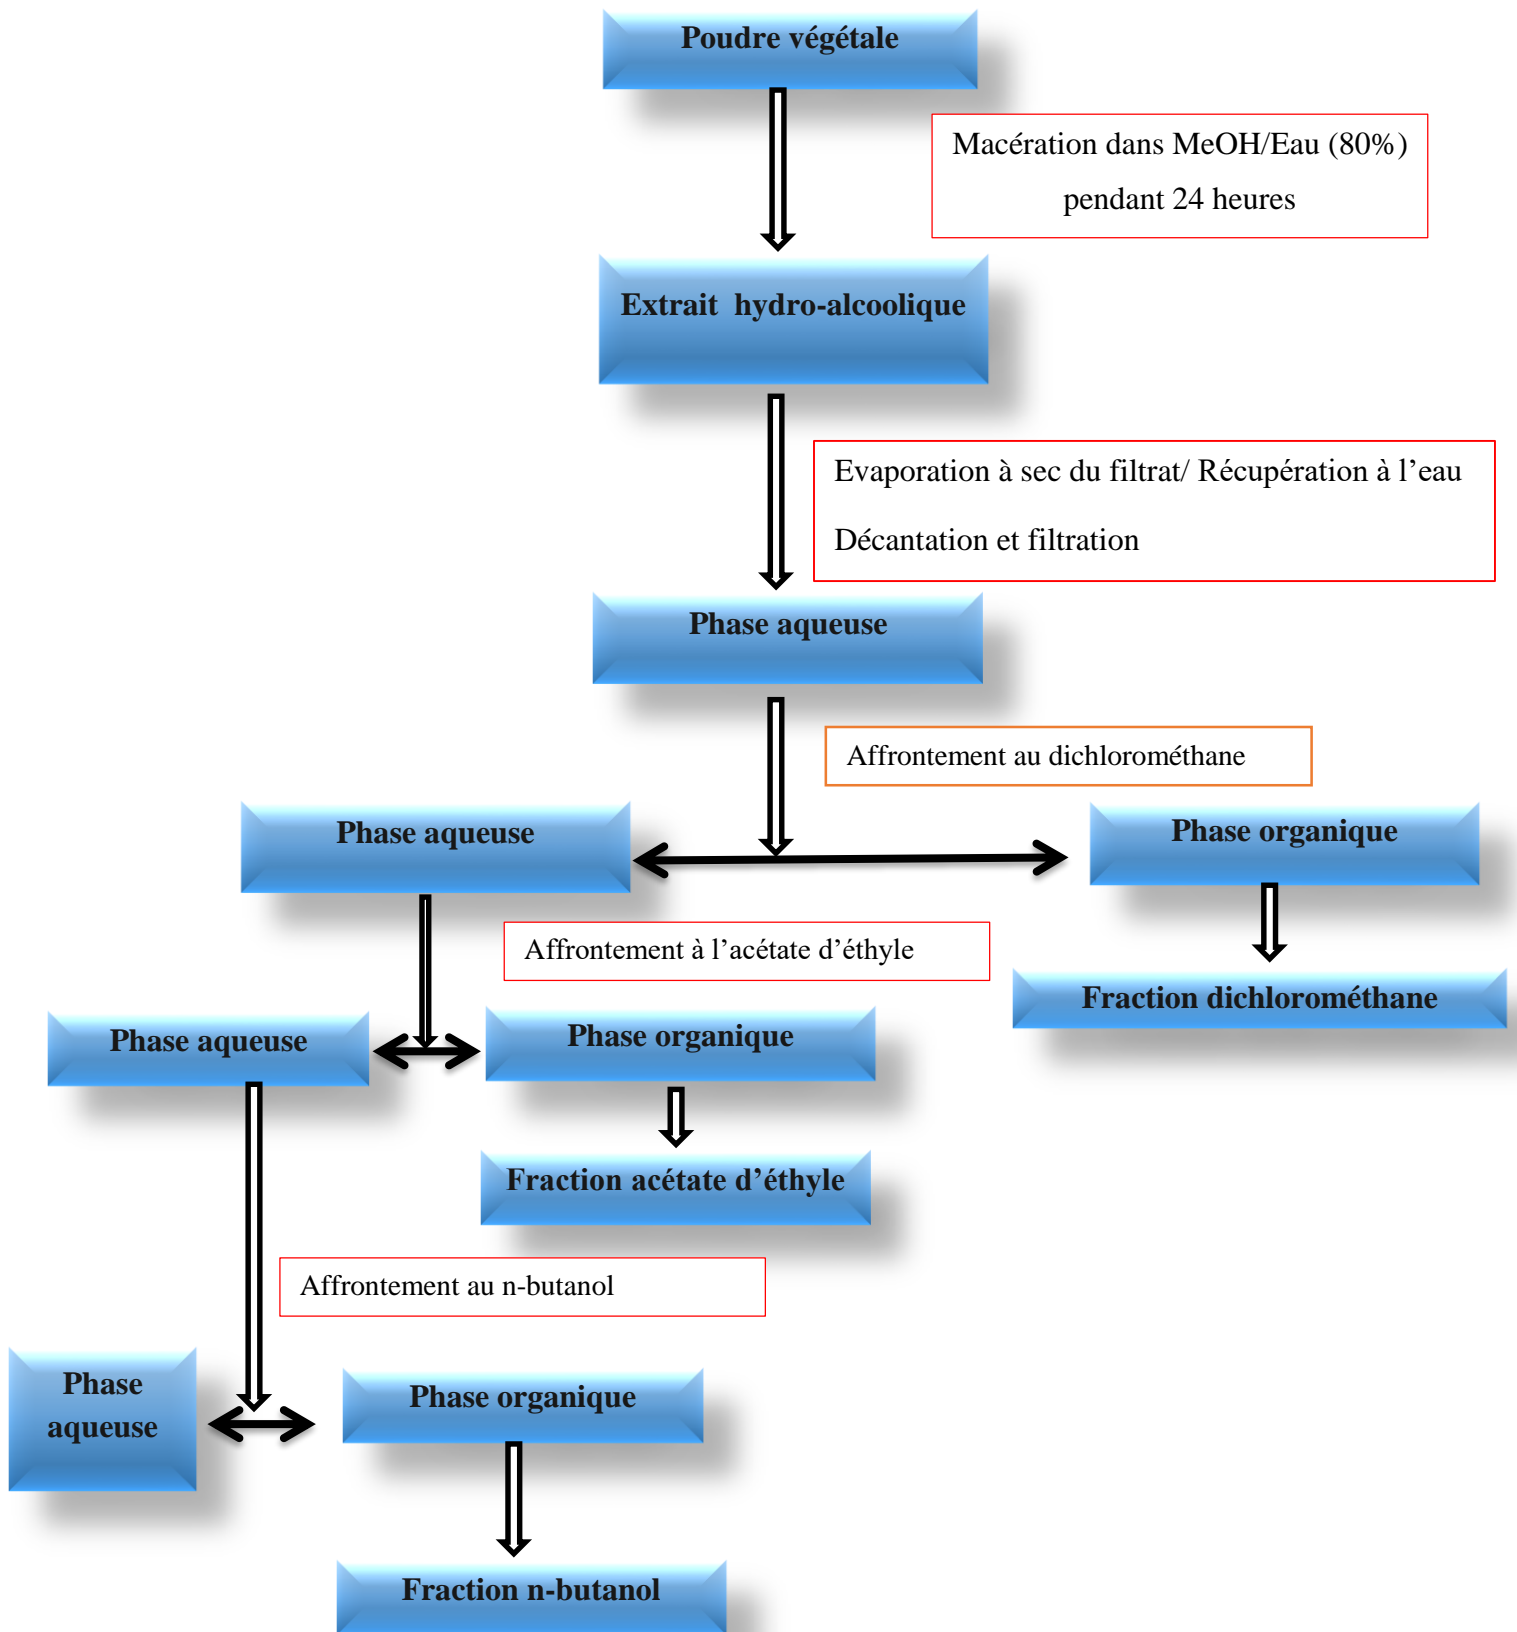 Poudre végétale
Macération dans MeOH/Eau (80%)
pendant 24 heures
Extrait hydro-alcoolique
Evaporation à sec du filtrat/ Récupération à l’eau
Décantation et filtration
Phase aqueuse
Affrontement au dichlorométhane
Phase aqueuse
Phase organique
Affrontement à l’acétate d’éthyle
Fraction dichlorométhane
Phase aqueuse
Phase organique
Fraction acétate d’éthyle
Affrontement au n-butanol
Phase
aqueuse
Phase organique
Fraction n-butanol